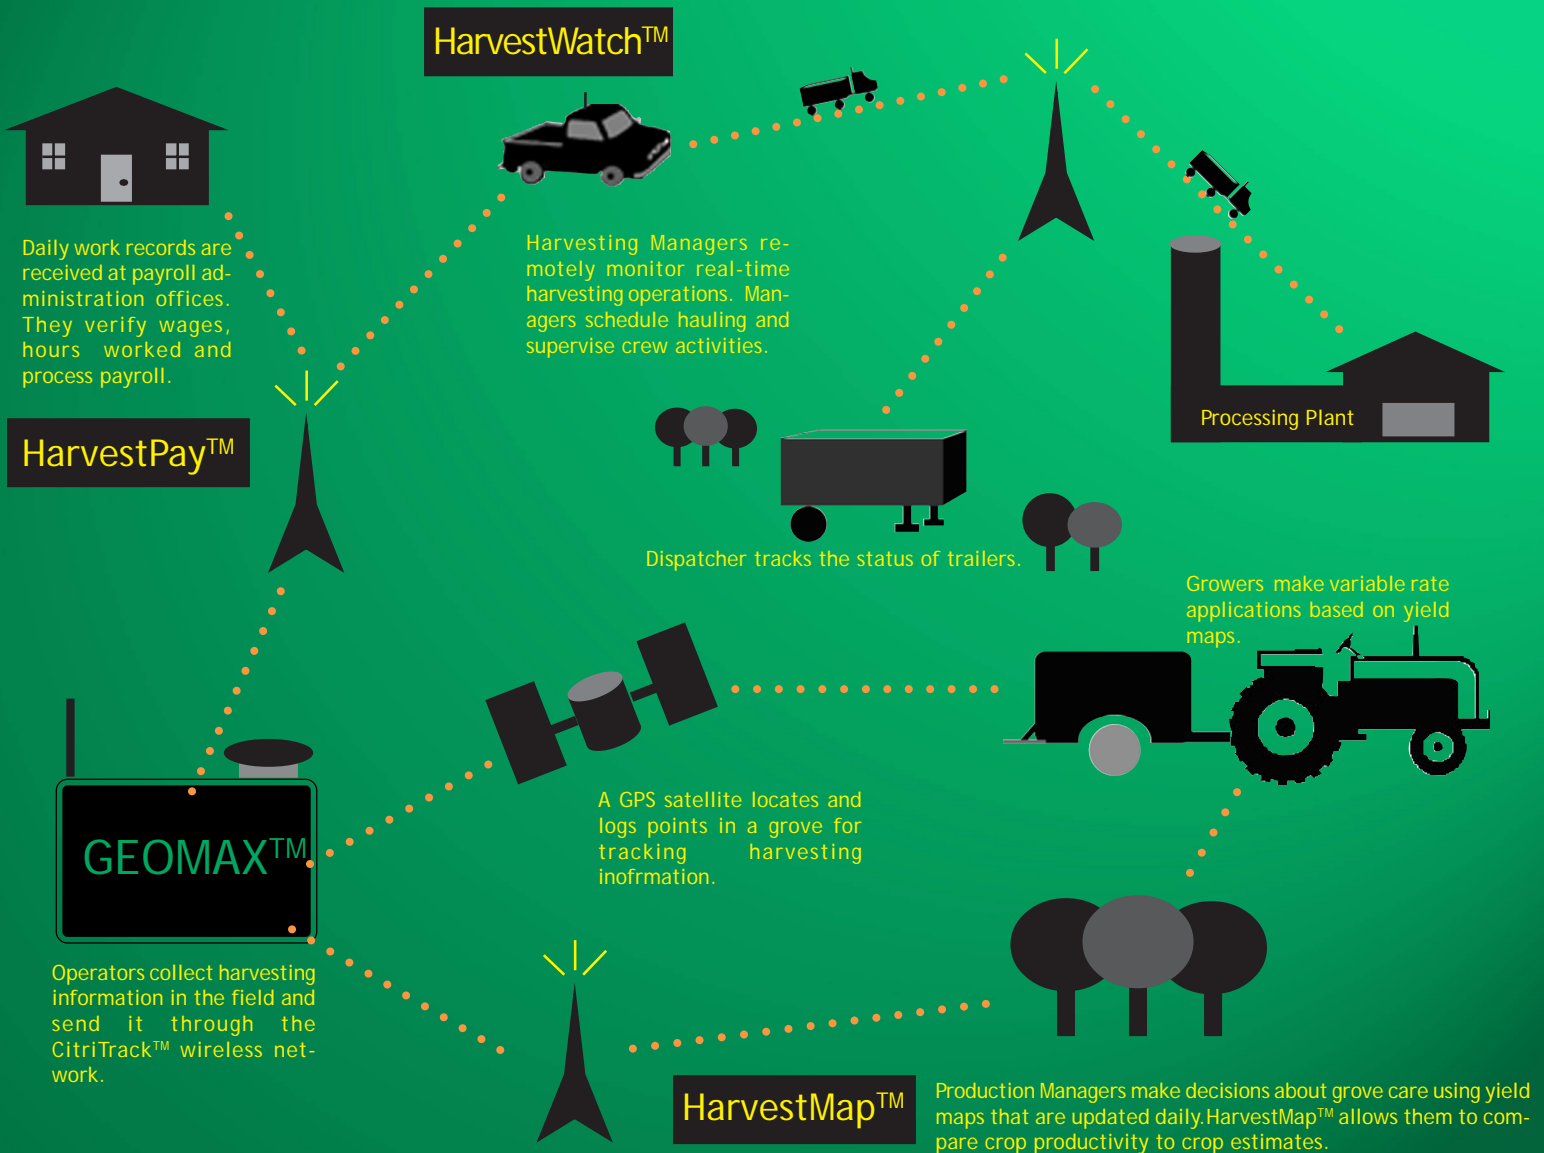 HarvestWatch™
Daily work records are
received at payroll ad-
ministration offices.
They verify wages,
hours worked and
process payroll.
HarvestPay™
Harvesting Managers re-
motely monitor real-time
harvesting operations. Man-
agers schedule hauling and
supervise crew activities.
Processing Plant
Dispatcher tracks the status of trailers.
Growers make variable rate
applications based on yield
maps.
GEOMAX™
A GPS satellite locates and
logs points in a grove for
tracking harvesting
inofrmation.
Operators collect harvesting
information in the field and
send it through the
CitriTrack™ wireless net-
work.
HarvestMap™
Production Managers make decisions about grove care using yield
maps that are updated daily.HarvestMap™ allows them to com-
pare crop productivity to crop estimates.